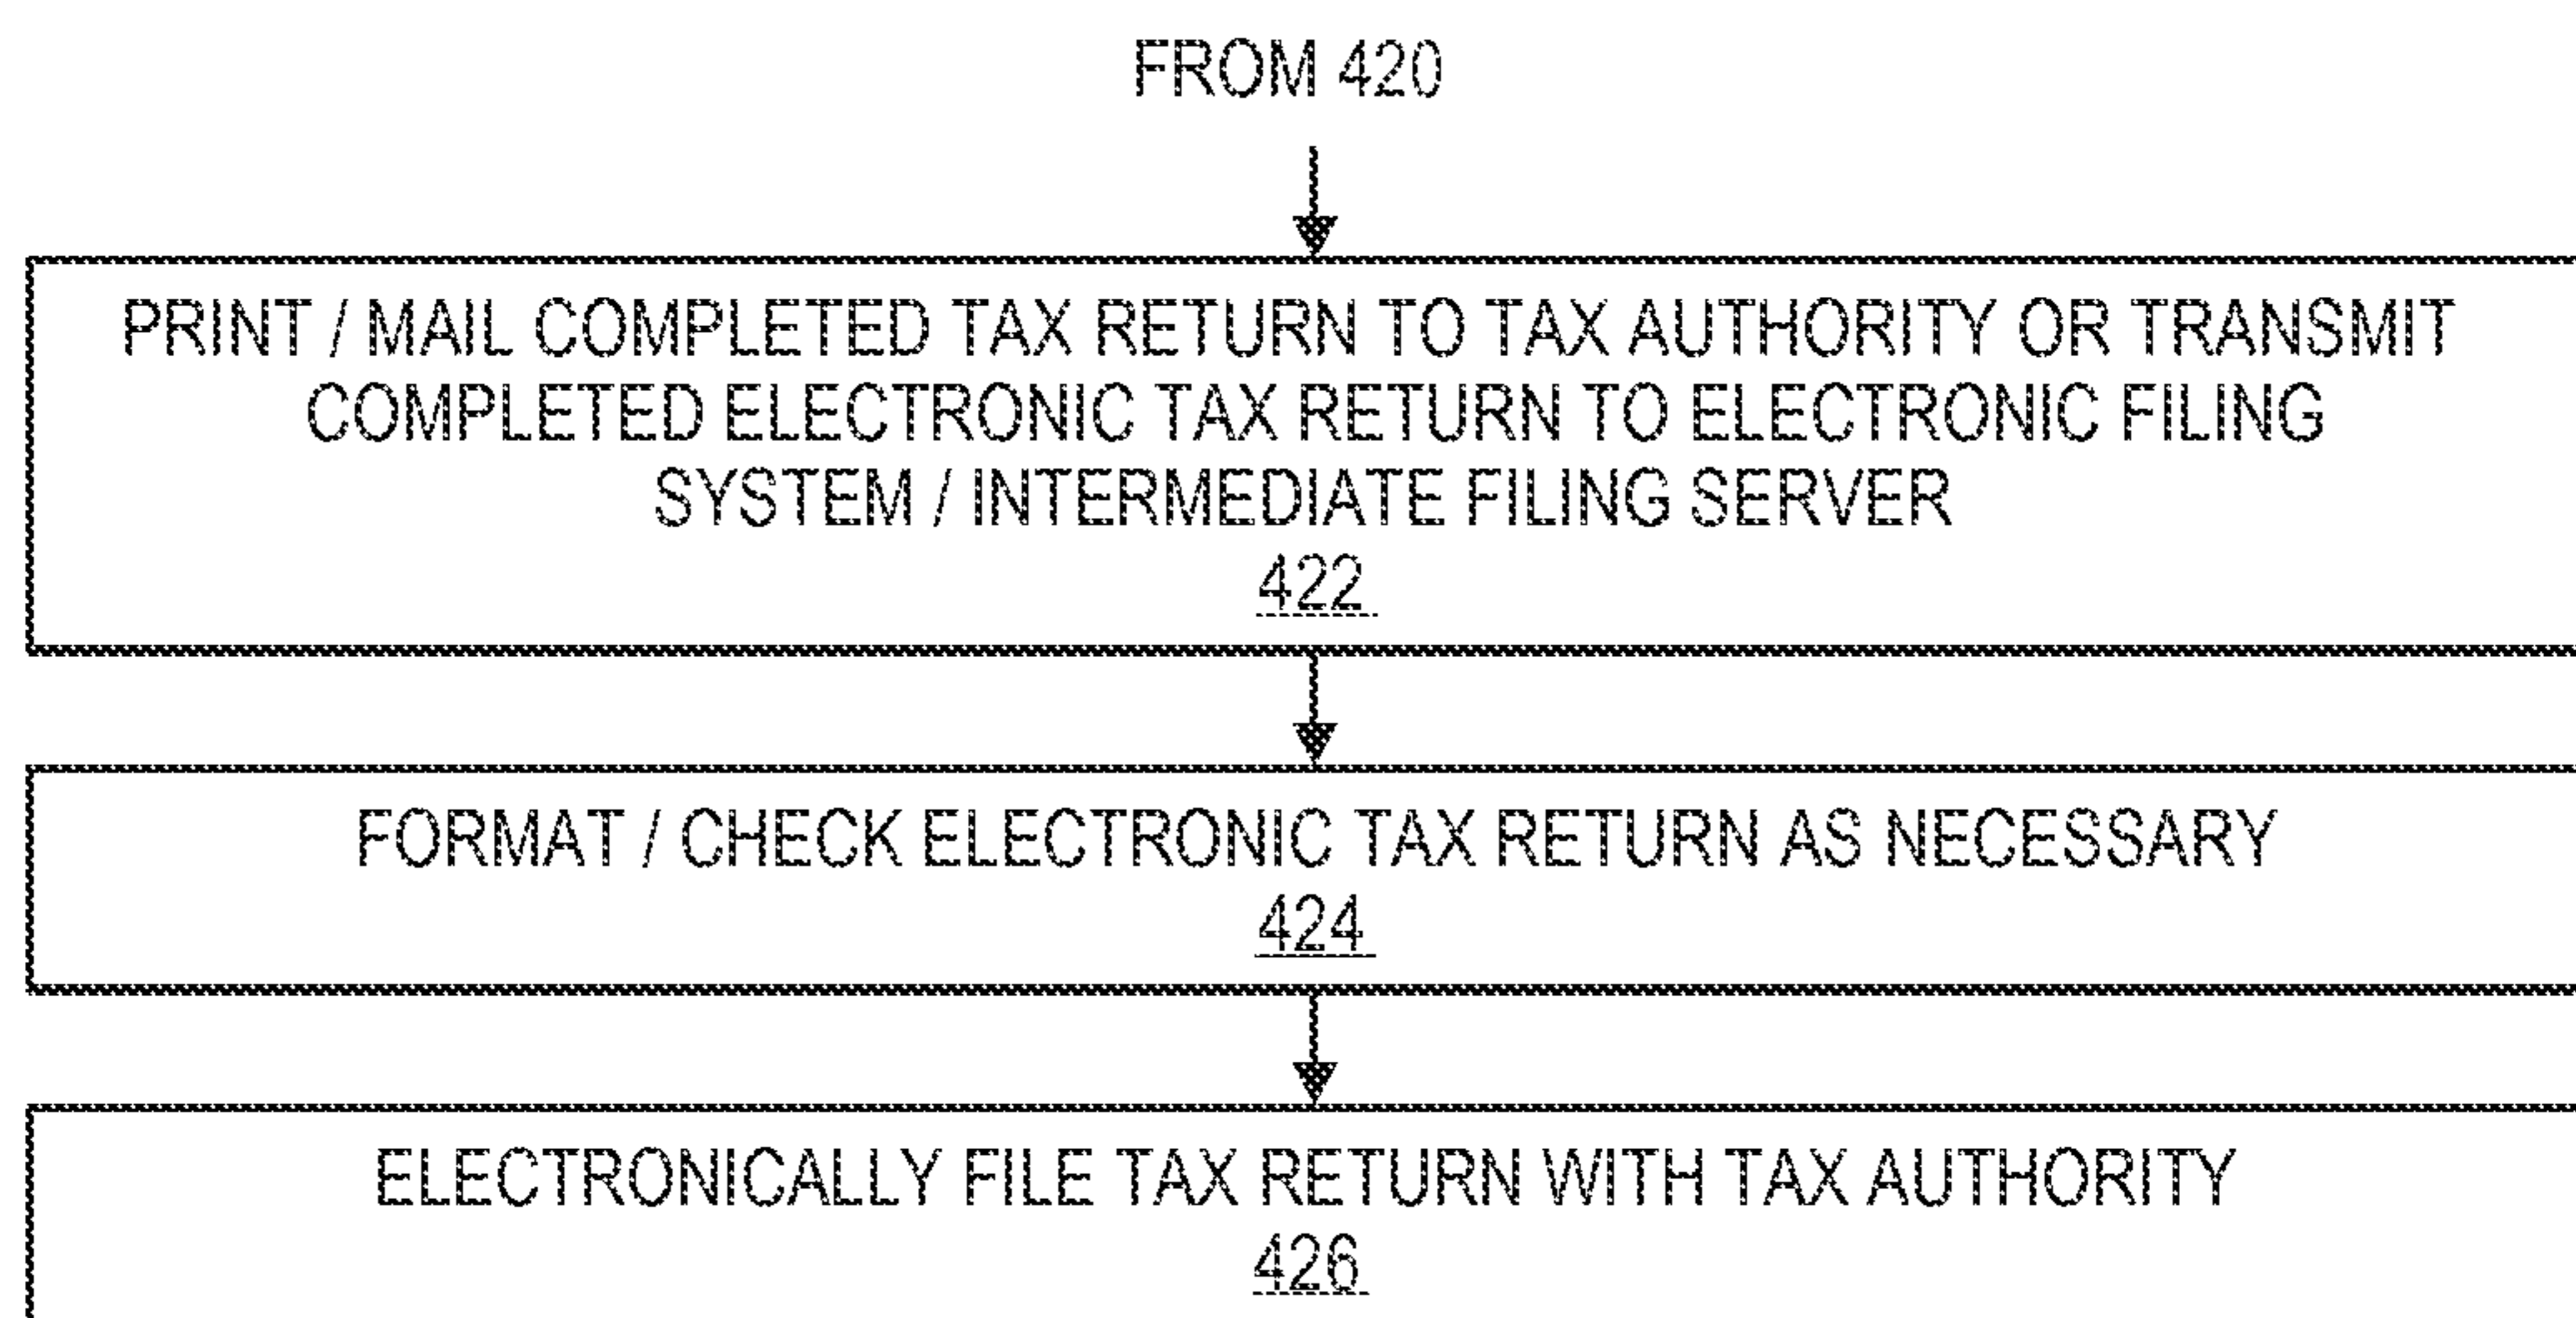 FROM 420
PRINT / MAIL COMPLETED TAX RETURN TO TAX AUTHORITY OR TRANSMIT
COMPLETED ELECTRONIC TAX RETURN TO ELECTRONIC FILING
SYSTEM / INTERMEDIATE FILING SERVER
422
FORMAT / CHECK ELECTRONIC TAX RETURN AS NECESSARY
424
ELECTRONICALLY FILE TAX RETURN WITH TAX AUTHORITY
426